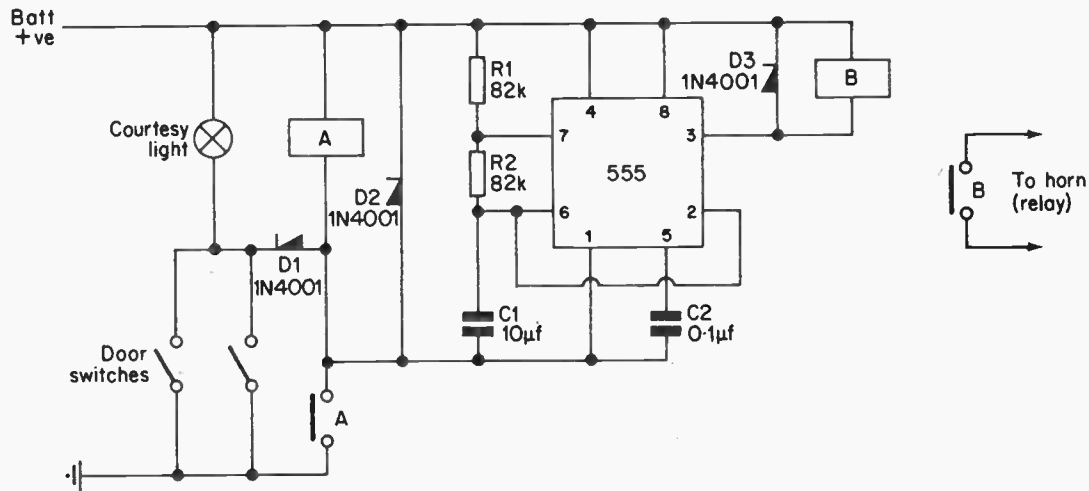 Batt
+ve
Courtesy
light
A
D2
1N4001
R1
82k
R2
82k
7
6
4
8
3
2
1
5
555
D3
1N4001
B
D1
1N4001
C1
10µf
C2
0·1µf
Door
switches
A
B
To horn
(relay)